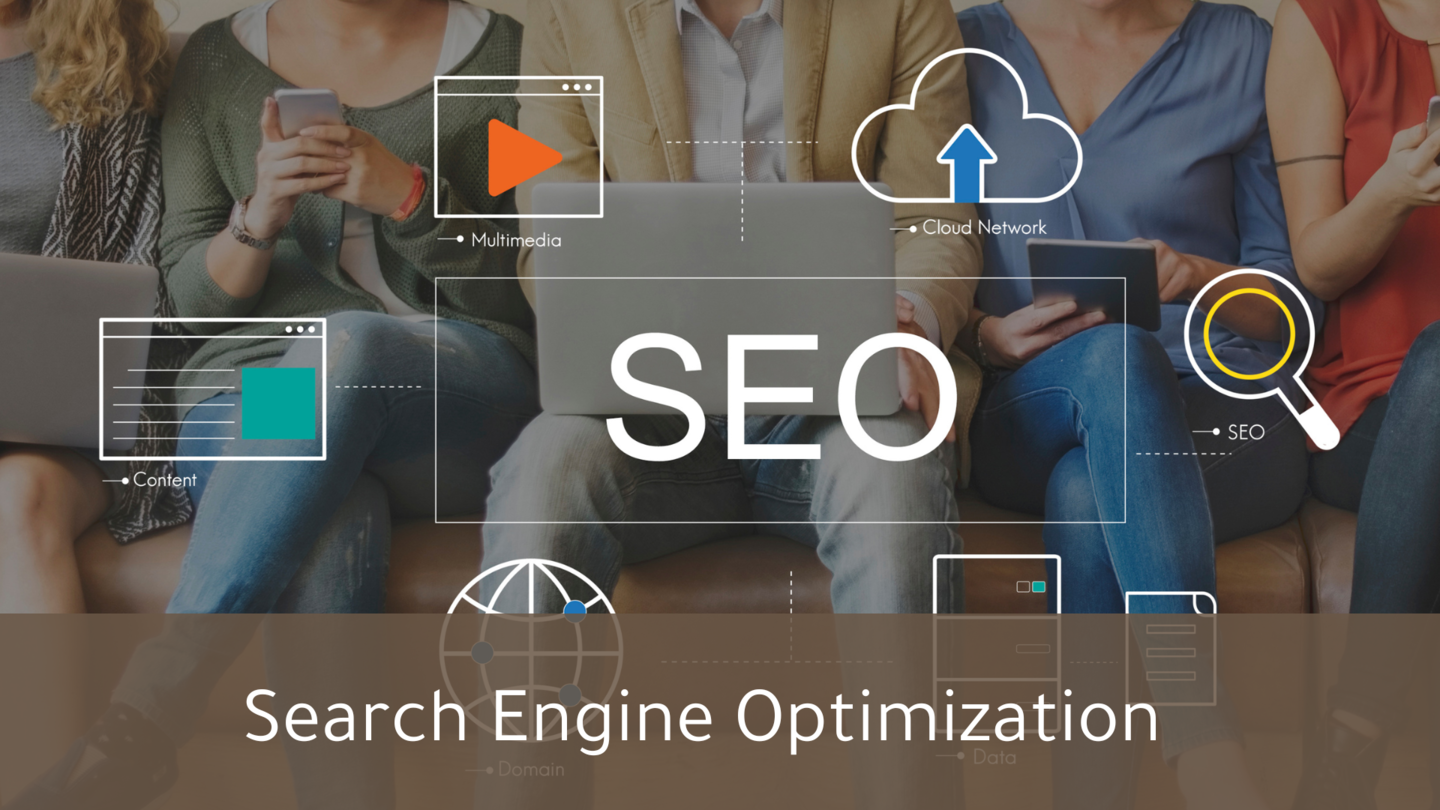 Multimedia
Cloud Network
SEO
SEO
Content
Search Engine Optimization
Domain
Data